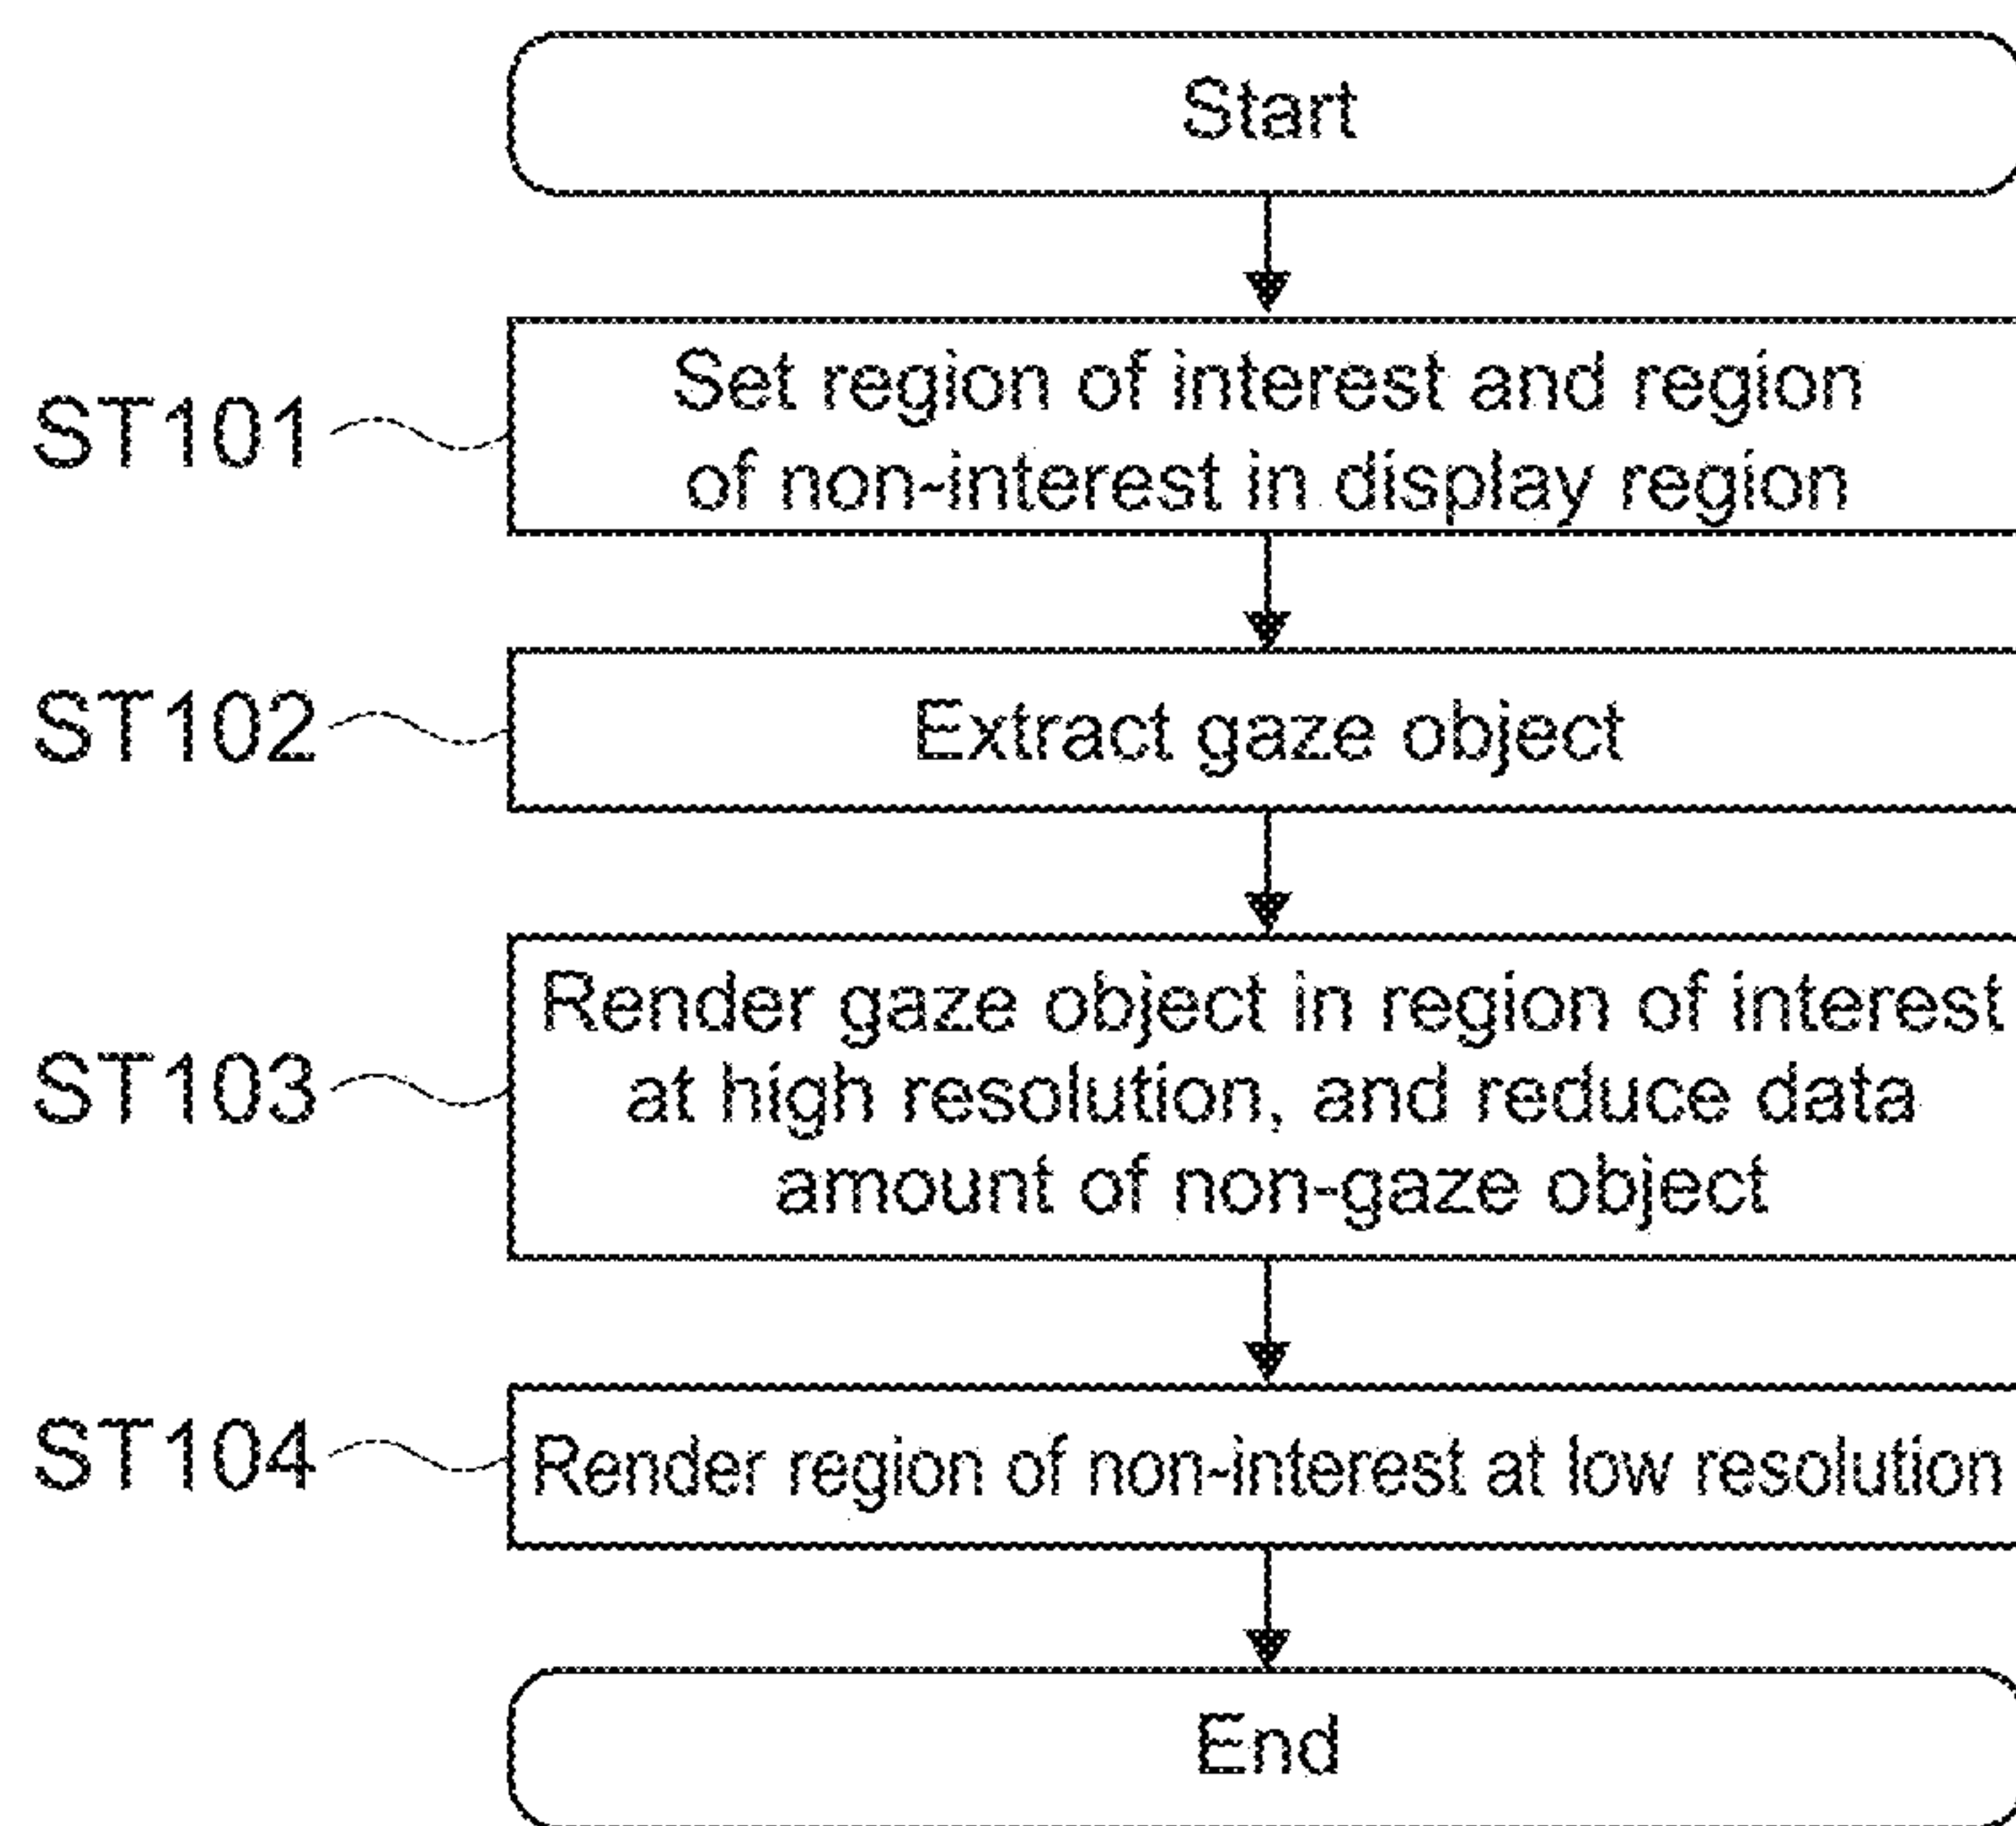 Start
ST101
Set region of interest and region
of non-interest in display region
ST102
Extract gaze object
ST103
Render gaze object in region of interest
at high resolution, and reduce data
amount of non-gaze object
ST104
Render region of non-interest at low resolution
End